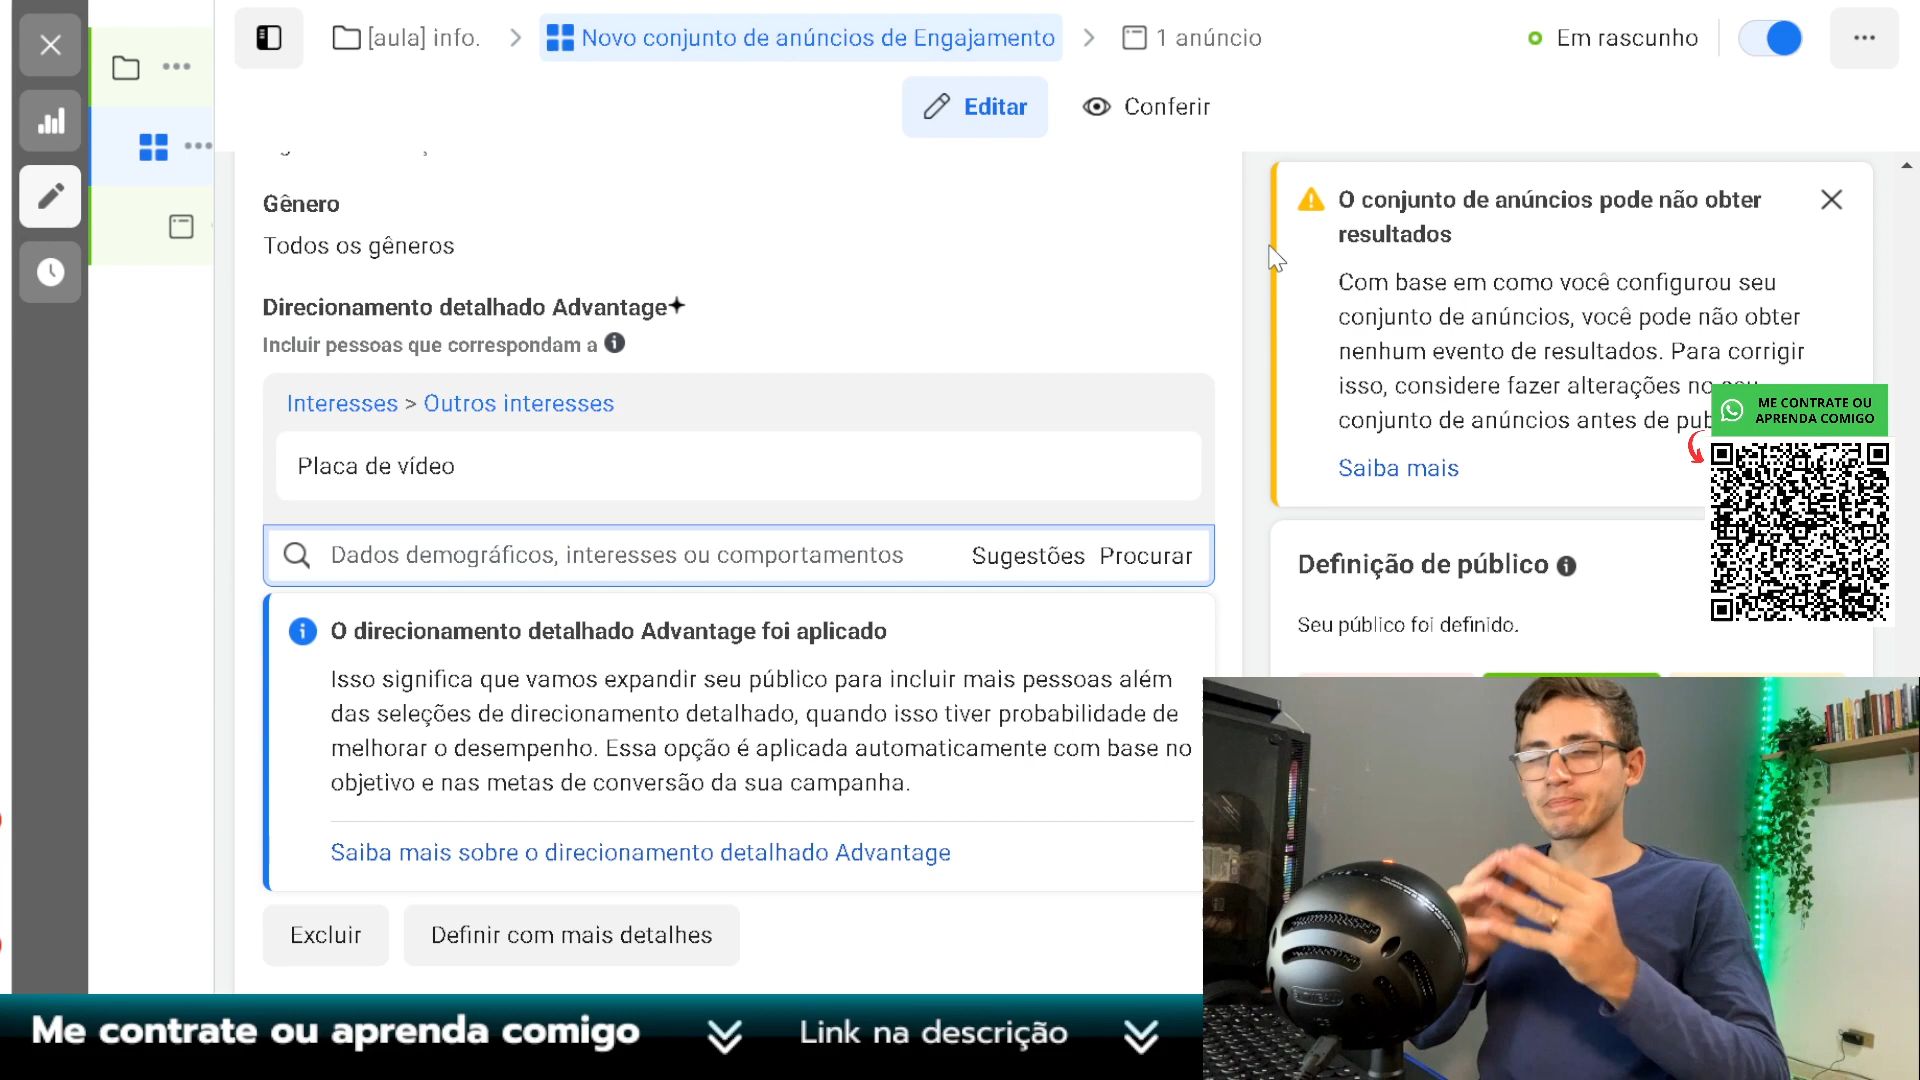 [aula] info.
Novo conjunto de anúncios de Engajamento
1 anúncio
Em rascunho
Editar
Conferir
Gênero
Todos os gêneros
Direcionamento detalhado Advantage+
Incluir pessoas que correspondam a
Interesses > Outros interesses
Placa de vídeo
Dados demográficos, interesses ou comportamentos
Sugestões Procurar
O direcionamento detalhado Advantage foi aplicado
Isso significa que vamos expandir seu público para incluir mais pessoas além
das seleções de direcionamento detalhado, quando isso tiver probabilidade de
melhorar o desempenho. Essa opção é aplicada automaticamente com base no
objetivo e nas metas de conversão da sua campanha.
Saiba mais sobre o direcionamento detalhado Advantage
Excluir
Definir com mais detalhes
O conjunto de anúncios pode não obter
resultados
Com base em como você configurou seu
conjunto de anúncios, você pode não obter
nenhum evento de resultados. Para corrigir
isso, considere fazer alterações no
conjunto de anúncios antes de
Saiba mais
ME CONTRATE OU
APRENDA COMIGO
Definição de público
Seu público foi definido.
Me contrate ou aprenda comigo
Link na descrição